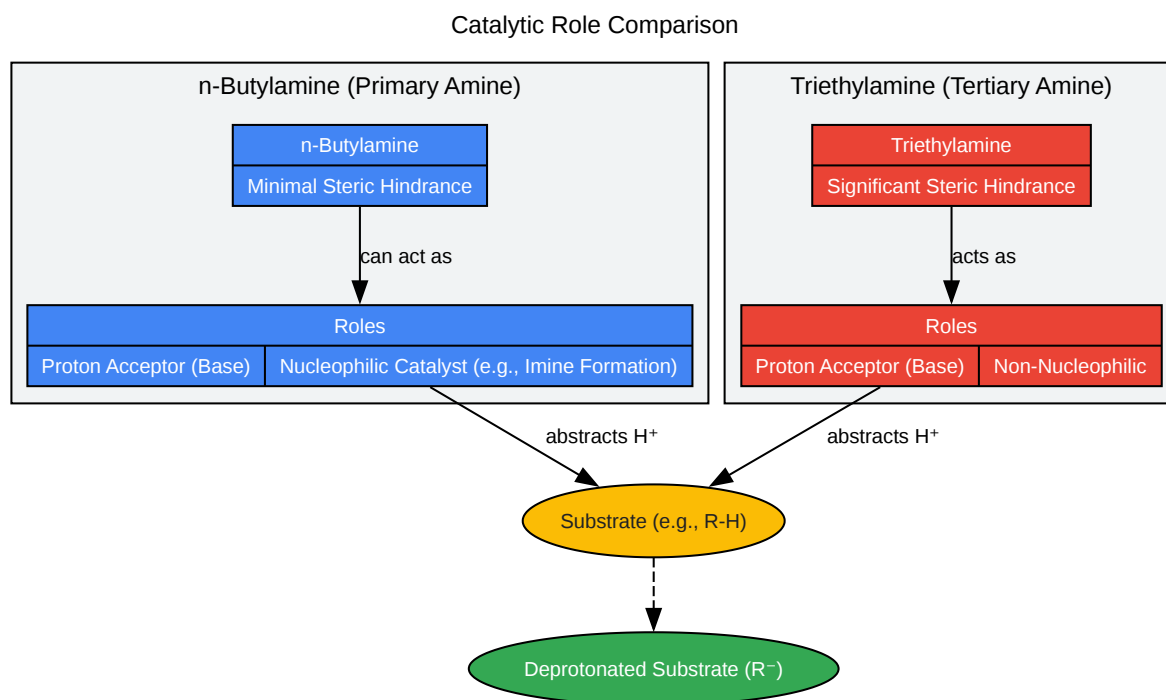 Catalytic Role Comparison
n-Butylamine (Primary Amine)
n-Butylamine
Minimal Steric Hindrance
can act as
Roles
Proton Acceptor (Base)
Nucleophilic Catalyst (e.g., Imine Formation)
abstracts H⁺
Triethylamine (Tertiary Amine)
Triethylamine
Significant Steric Hindrance
acts as
Roles
Proton Acceptor (Base)
Non-Nucleophilic
abstracts H⁺
Substrate (e.g., R-H)
Deprotonated Substrate (R⁻)